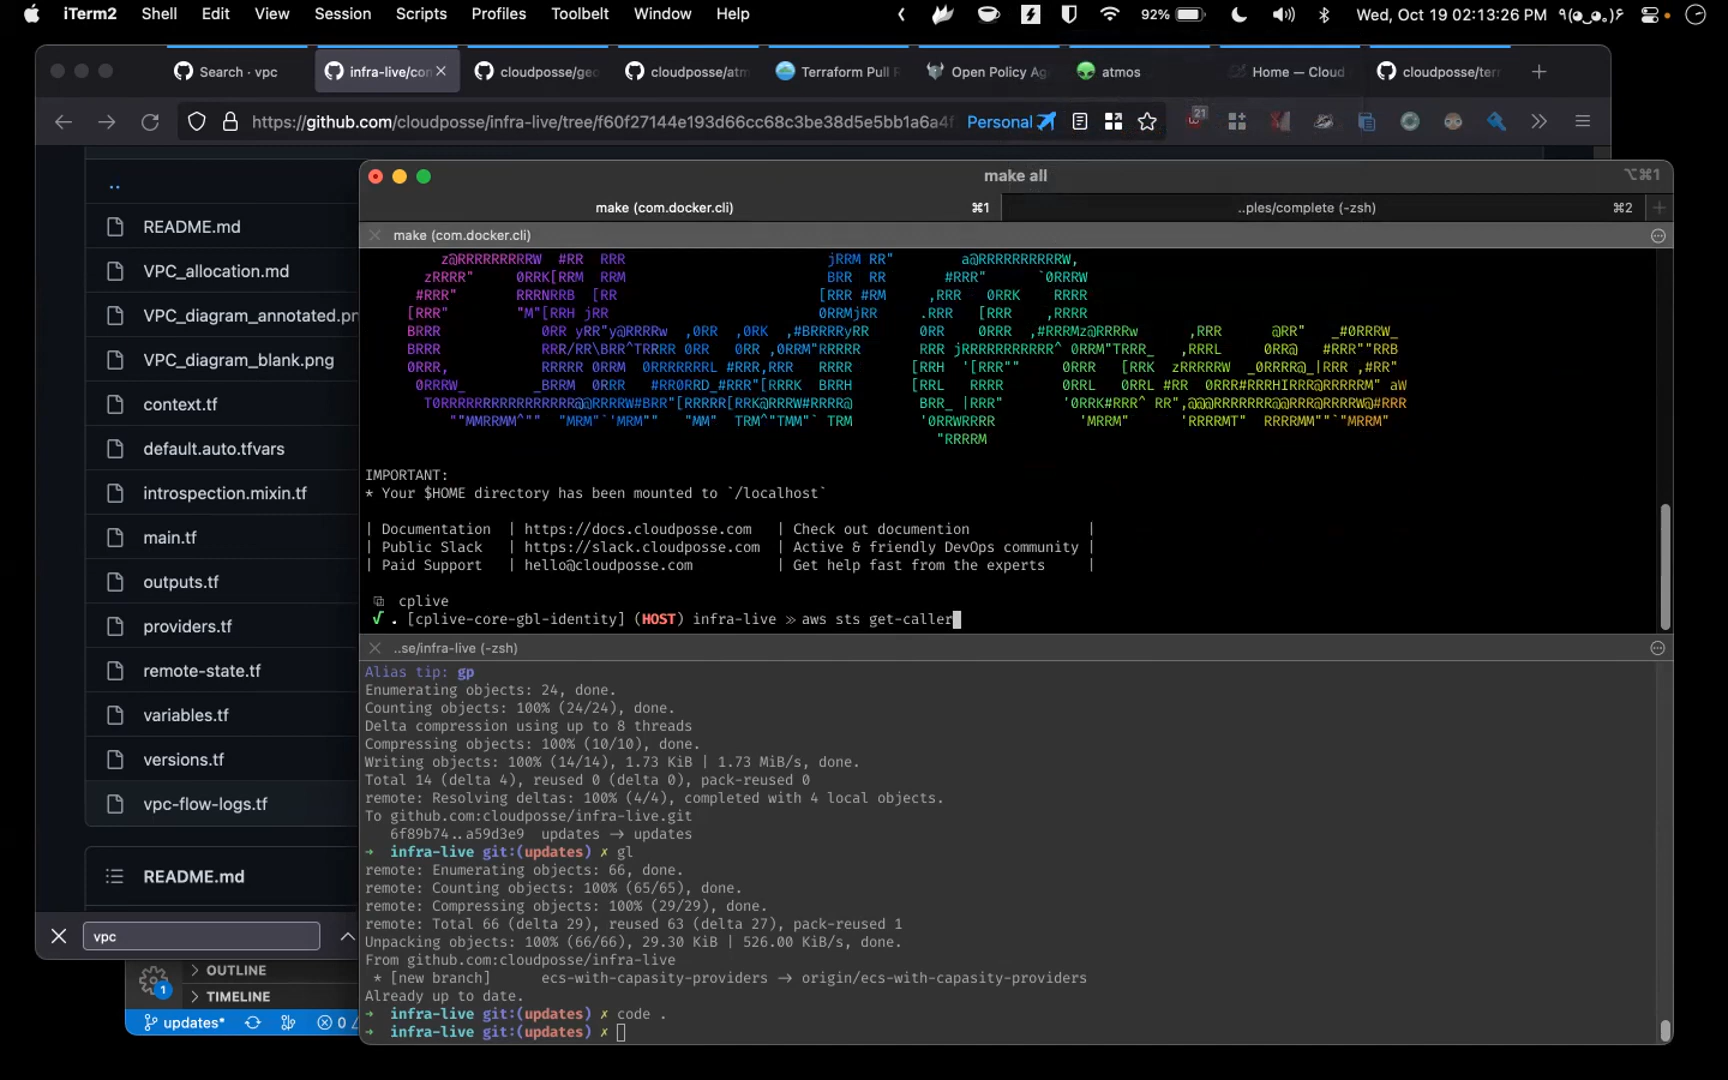 iTerm2 Shell Edit View Session Scripts Profiles Toolbelt Window Help 92% Wed, Oct 19 02:13:26 PM
Search · vpc infra-live/con cloudposse/geo cloudposse/atm Terraform Pull R Open Policy Ag atmos Home — Cloud cloudposse/terr
https://github.com/cloudposse/infra-live/tree/f60f27144e193d66cc68c3be38d5e5bb1a6a4f Personal 21
..
README.md
VPC_allocation.md
VPC_diagram_annotated.pn
VPC_diagram_blank.png
context.tf
default.auto.tfvars
introspection.mixin.tf
main.tf
outputs.tf
providers.tf
remote-state.tf
variables.tf
versions.tf
vpc-flow-logs.tf
README.md
vpc
OUTLINE
1
TIMELINE
updates* 0
make all ⌥⌘1
make (com.docker.cli) ⌘1 ..ples/complete (-zsh) ⌘2
make (com.docker.cli)
IMPORTANT:
* Your $HOME directory has been mounted to `/localhost`
| Documentation | https://docs.cloudposse.com | Check out documention |
| Public Slack | https://slack.cloudposse.com | Active & friendly DevOps community |
| Paid Support | hello@cloudposse.com | Get help fast from the experts |
cplive
√ . [cplive-core-gbl-identity] (HOST) infra-live » aws sts get-caller
..se/infra-live (-zsh)
Alias tip: gp
Enumerating objects: 24, done.
Counting objects: 100% (24/24), done.
Delta compression using up to 8 threads
Compressing objects: 100% (10/10), done.
Writing objects: 100% (14/14), 1.73 KiB | 1.73 MiB/s, done.
Total 14 (delta 4), reused 0 (delta 0), pack-reused 0
remote: Resolving deltas: 100% (4/4), completed with 4 local objects.
To github.com:cloudposse/infra-live.git
6f89b74..a59d3e9 updates → updates
→ infra-live git:(updates) ✗ gl
remote: Enumerating objects: 66, done.
remote: Counting objects: 100% (65/65), done.
remote: Compressing objects: 100% (29/29), done.
remote: Total 66 (delta 29), reused 63 (delta 27), pack-reused 1
Unpacking objects: 100% (66/66), 29.30 KiB | 526.00 KiB/s, done.
From github.com:cloudposse/infra-live
* [new branch] ecs-with-capasity-providers → origin/ecs-with-capasity-providers
Already up to date.
→ infra-live git:(updates) ✗ code .
→ infra-live git:(updates) ✗